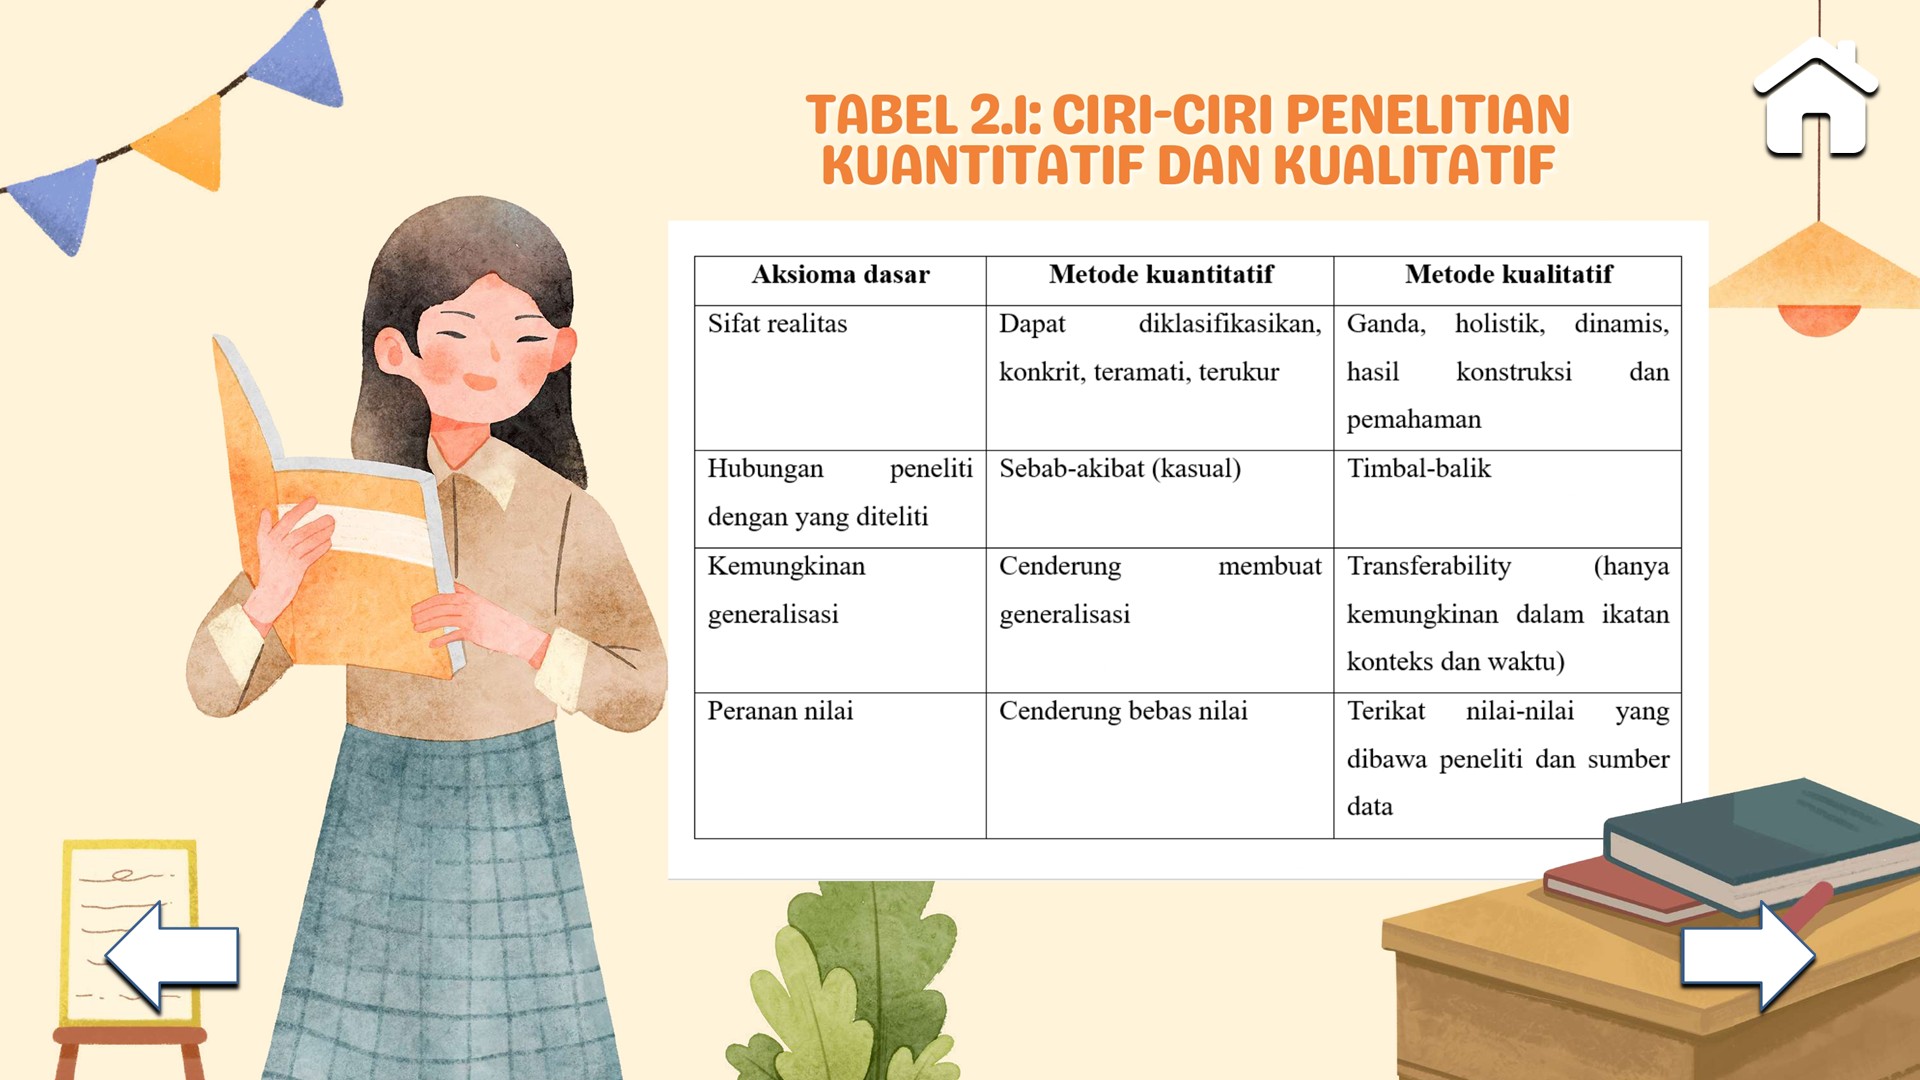 TABEL 2.1: CIRI-CIRI PENELITIAN
KUANTITATIF DAN KUALITATIF
Aksioma dasar
Metode kuantitatif
Metode kualitatif
Sifat realitas
Dapat diklasifikasikan,
konkrit, teramati, terukur
Ganda, holistik, dinamis,
hasil konstruksi dan
pemahaman
Hubungan peneliti
dengan yang diteliti
Sebab-akibat (kasual)
Timbal-balik
Kemungkinan
generalisasi
Cenderung membuat
generalisasi
Transferability (hanya
kemungkinan dalam ikatan
konteks dan waktu)
Peranan nilai
Cenderung bebas nilai
Terikat nilai-nilai yang
dibawa peneliti dan sumber
data